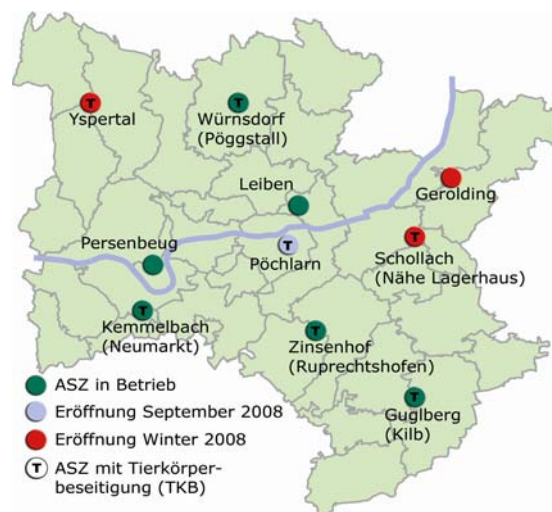 T
Yspertal
T
Würnsdorf
(Pöggstall)
Leiben
Gerolding
Persenbeug
T
Pöchlarn
T
Schollach
(Nähe Lagerhaus)
T
Kemmelbach
(Neumarkt)
T
Zinsenhof
(Ruprechtshofen)
T
Guglberg
(Kilb)
ASZ in Betrieb
Eröffnung September 2008
Eröffnung Winter 2008
T ASZ mit Tierkörper-
beseitigung (TKB)